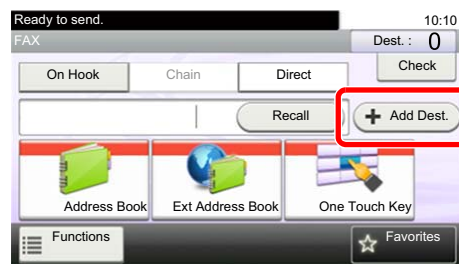 Ready to send.
10:10
FAX
Dest. : 0
Check
On Hook
Chain
Direct
Recall
Add Dest.
Address Book
Ext Address Book
One Touch Key
Functions
Favorites